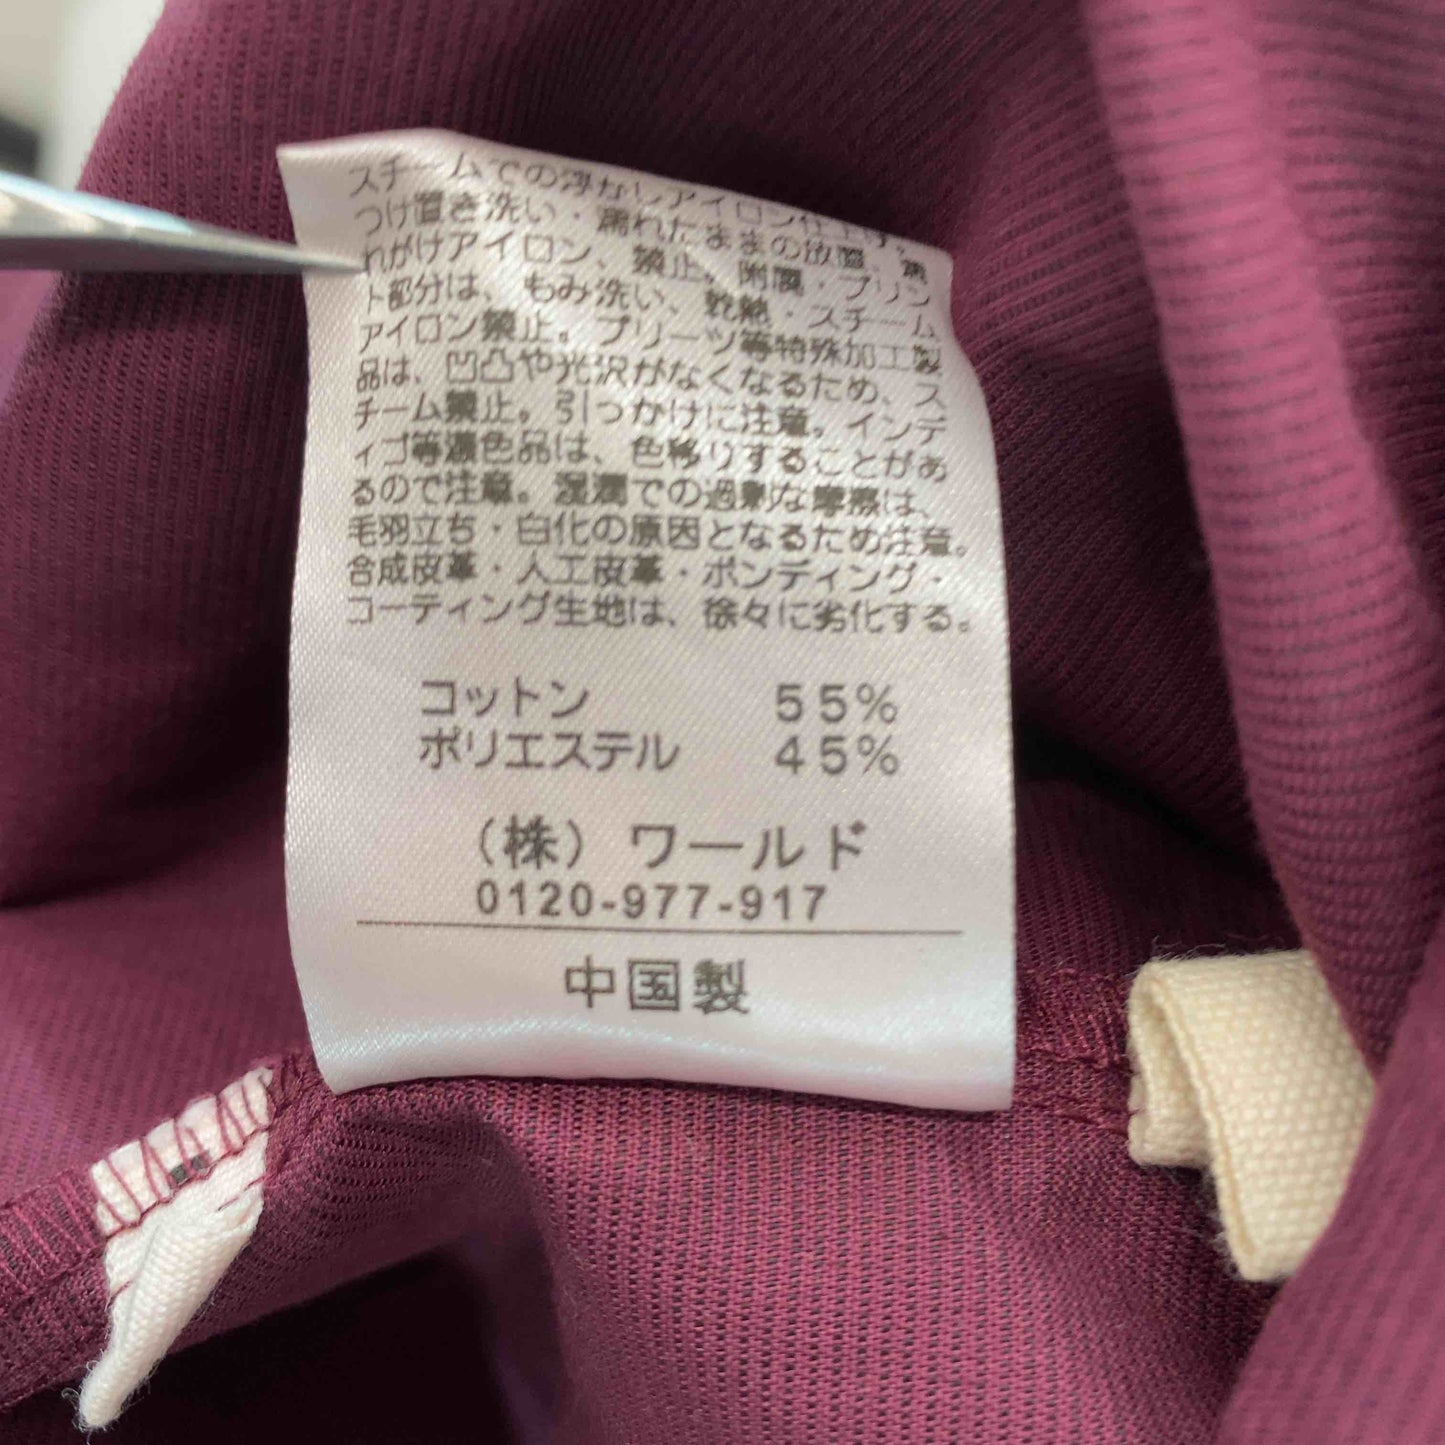 スチームでの浮かしアイロン仕上げ。
つけ置き洗い・濡れたままの放置、濡
れがけアイロン、禁止。附属・プリン
ト部分は、もみ洗い、乾熱・スチーム
アイロン禁止。プリーツ等特殊加工製
品は、凹凸や光沢がなくなるため、ス
チーム禁止。引っかけに注意。インデ
ィゴ等濃色品は、色移りすることがあ
るので注意。湿潤での過剰な摩擦は、
毛羽立ち・白化の原因となるため注意。
合成皮革・人工皮革・ボンディング・
コーティング生地は、徐々に劣化する。
コットン 55%
ポリエステル 45%
(株)ワールド
0120-977-917
中国製